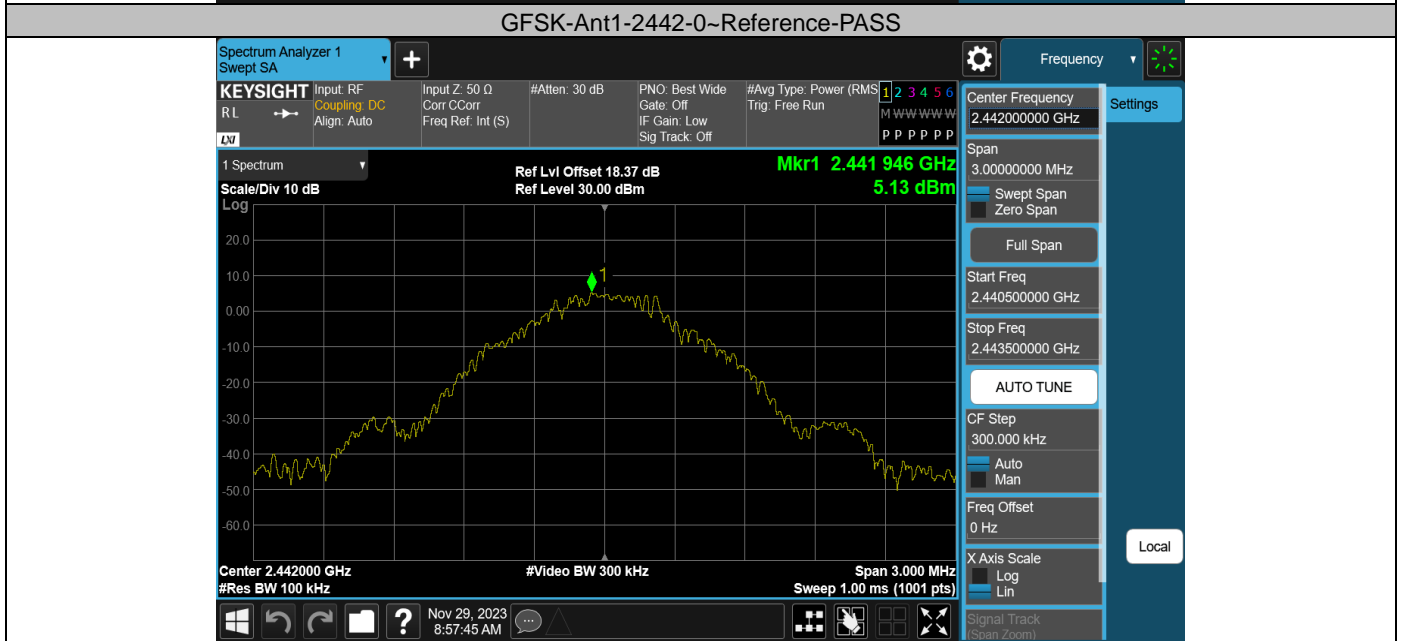 GFSK-Ant1-2442-0~Reference-PASS
Spectrum Analyzer 1
Swept SA
Frequency
KEYSIGHT
R L
LXI
Input: RF
Coupling: DC
Align: Auto
Input Z: 50 Ω
Corr CCorr
Freq Ref: Int (S)
#Atten: 30 dB
PNO: Best Wide
Gate: Off
IF Gain: Low
Sig Track: Off
#Avg Type: Power (RMS
Trig: Free Run
1 2 3 4 5 6
M W W W W W
P P P P P P
1 Spectrum
Scale/Div 10 dB
Log
Ref Lvl Offset 18.37 dB
Ref Level 30.00 dBm
Mkr1 2.441 946 GHz
5.13 dBm
20.0
10.0
0.00
-10.0
-20.0
-30.0
-40.0
-50.0
-60.0
1
Center 2.442000 GHz
#Res BW 100 kHz
#Video BW 300 kHz
Span 3.000 MHz
Sweep 1.00 ms (1001 pts)
Nov 29, 2023
8:57:45 AM
Center Frequency
2.442000000 GHz
Span
3.00000000 MHz
Swept Span
Zero Span
Full Span
Start Freq
2.440500000 GHz
Stop Freq
2.443500000 GHz
AUTO TUNE
CF Step
300.000 kHz
Auto
Man
Freq Offset
0 Hz
X Axis Scale
Log
Lin
Signal Track
(Span Zoom)
Settings
Local